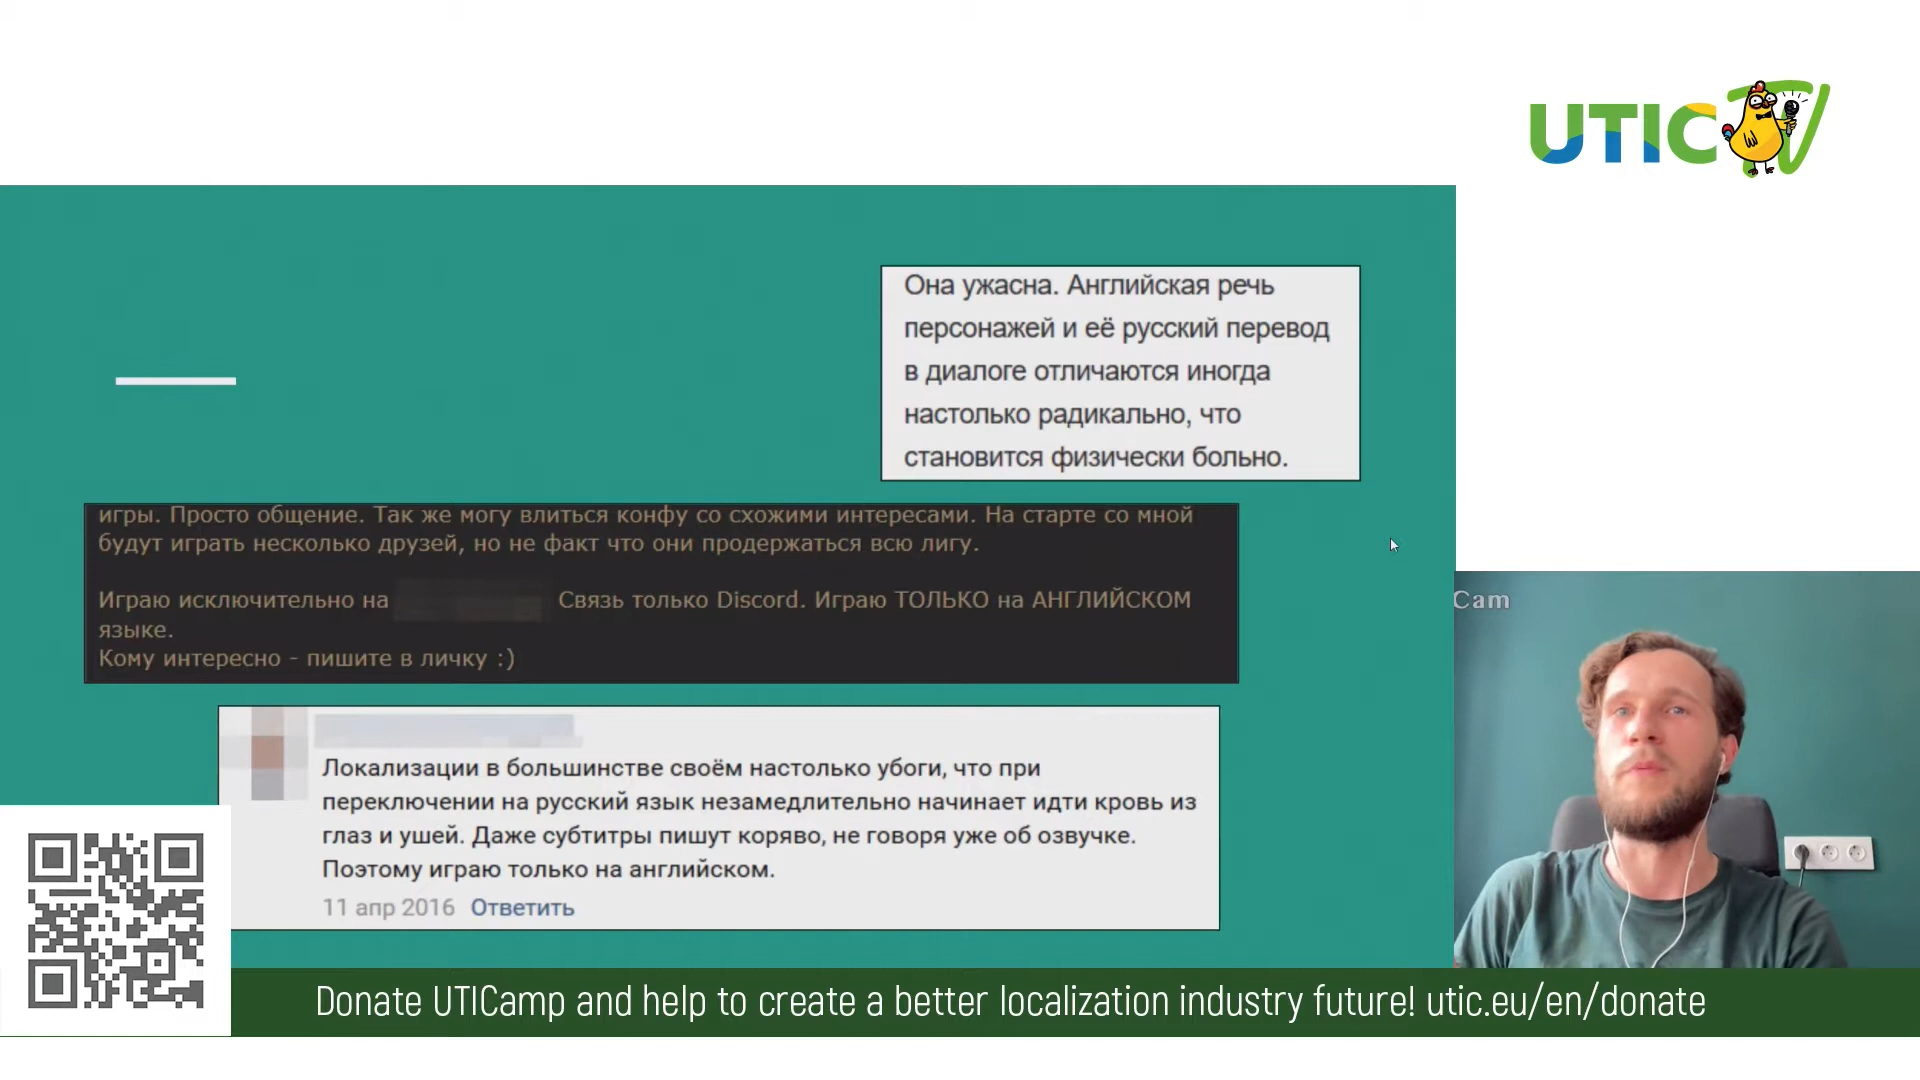 UTIC TV
Она ужасна. Английская речь
персонажей и её русский перевод
в диалоге отличаются иногда
настолько радикально, что
становится физически больно.
игры. Просто общение. Так же могу влиться конфу со схожими интересами. На старте со мной
будут играть несколько друзей, но не факт что они продержаться всю лигу.
Играю исключительно на Связь только Discord. Играю ТОЛЬКО на АНГЛИЙСКОМ
языке.
Кому интересно - пишите в личку :)
Cam
Локализации в большинстве своём настолько убоги, что при
переключении на русский язык незамедлительно начинает идти кровь из
глаз и ушей. Даже субтитры пишут коряво, не говоря уже об озвучке.
Поэтому играю только на английском.
11 апр 2016 Ответить
Donate UTICamp and help to create a better localization industry future! utic.eu/en/donate